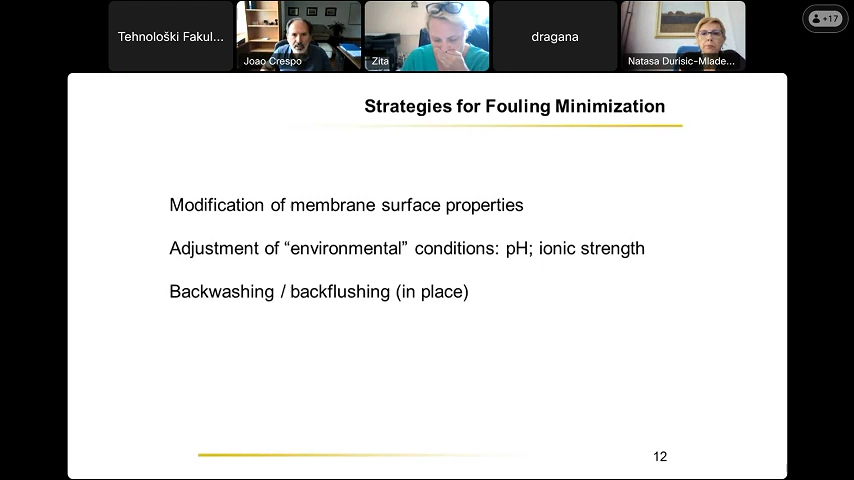 Tehnološki Fakul...
Joao Crespo
Zita
dragana
Natasa Durisic-Mlade...
+17
Strategies for Fouling Minimization
Modification of membrane surface properties
Adjustment of “environmental” conditions: pH; ionic strength
Backwashing / backflushing (in place)
12